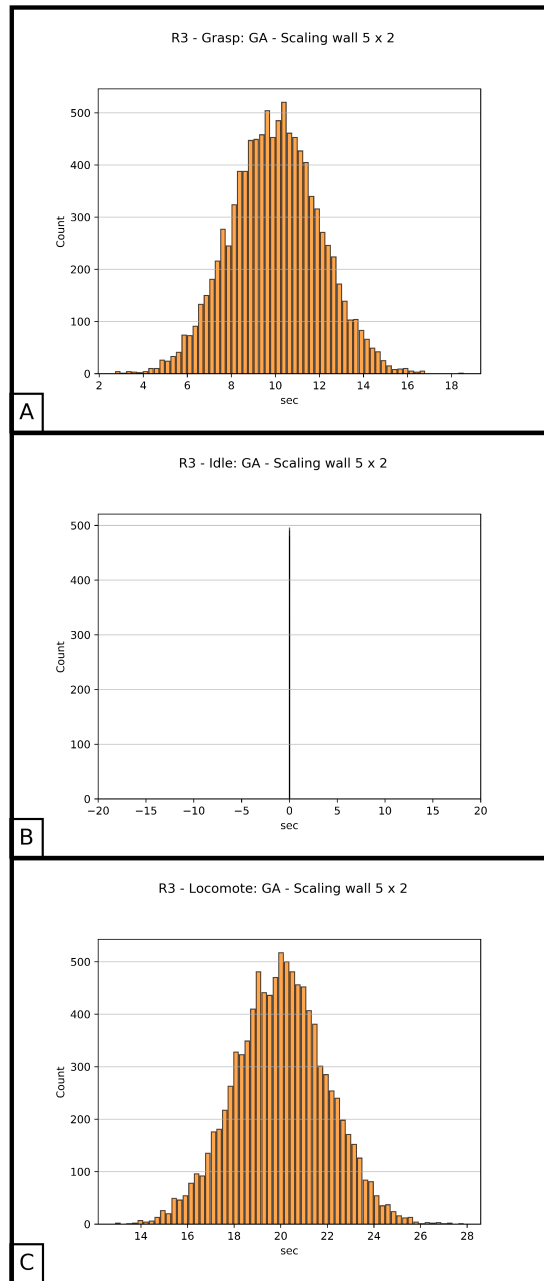 R3 - Grasp: GA - Scaling wall 5 x 2
500
400
300
200
100
0
Count
2 4 6 8 10 12 14 16 18
sec
A
R3 - Idle: GA - Scaling wall 5 x 2
500
400
300
200
100
0
Count
−20 −15 −10 −5 0 5 10 15 20
sec
B
R3 - Locomote: GA - Scaling wall 5 x 2
500
400
300
200
100
0
Count
14 16 18 20 22 24 26 28
sec
C